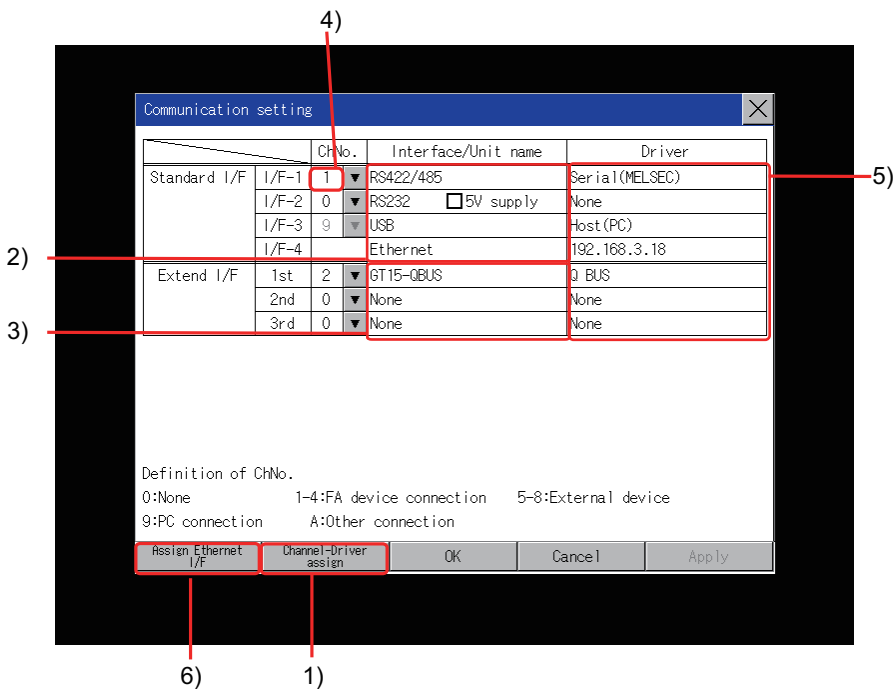 4)
Communication setting
ChNo. Interface/Unit name Driver
Standard I/F I/F-1 1 ▼ RS422/485 Serial(MELSEC)
5)
I/F-2 0 ▼ RS232 5V supply None
I/F-3 9 ▼ USB Host(PC)
I/F-4 Ethernet 192.168.3.18
2)
Extend I/F 1st 2 ▼ GT15-QBUS Q BUS
2nd 0 ▼ None None
3rd 0 ▼ None None
3)
Definition of ChNo.
0:None 1-4:FA device connection 5-8:External device
9:PC connection A:Other connection
Assign Ethernet I/F Channel-Driver assign OK Cancel Apply
6) 1)